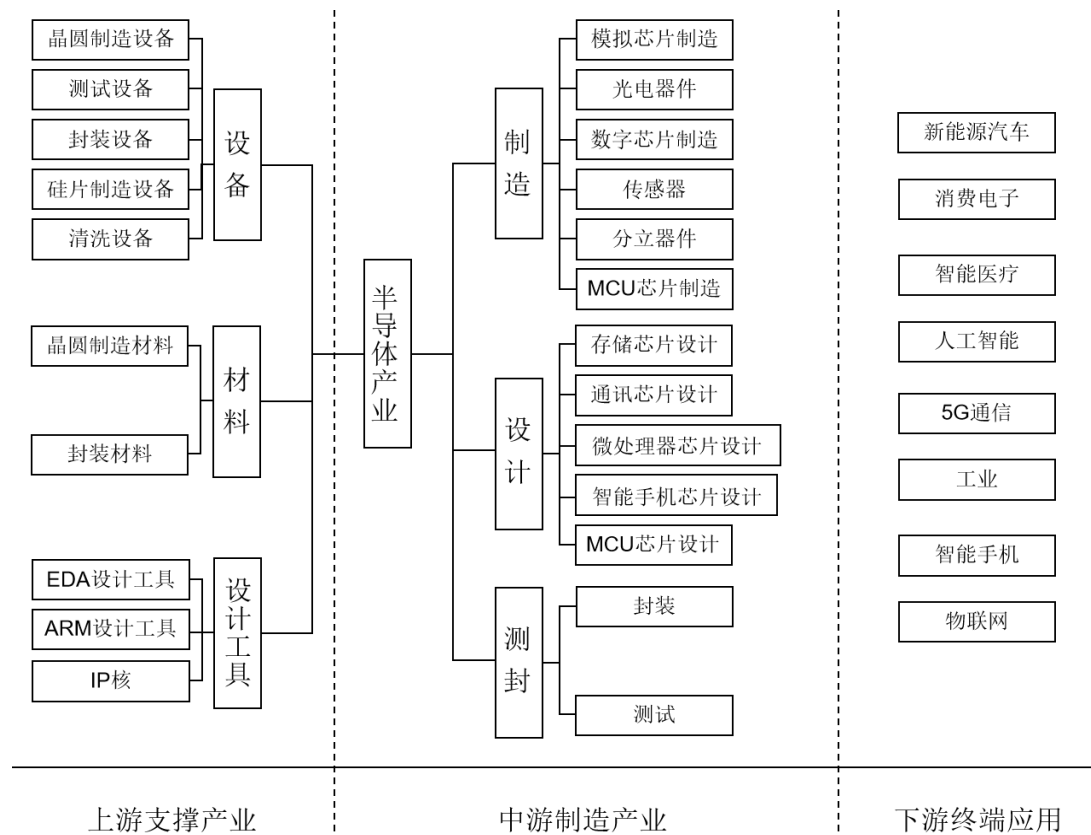 晶圆制造设备
测试设备
封装设备
硅片制造设备
清洗设备
设备
晶圆制造材料
封装材料
材料
EDA设计工具
ARM设计工具
IP核
设计工具
半导体产业
制造
模拟芯片制造
光电器件
数字芯片制造
传感器
分立器件
MCU芯片制造
设计
存储芯片设计
通讯芯片设计
微处理器芯片设计
智能手机芯片设计
MCU芯片设计
测封
封装
测试
新能源汽车
消费电子
智能医疗
人工智能
5G通信
工业
智能手机
物联网
上游支撑产业
中游制造产业
下游终端应用